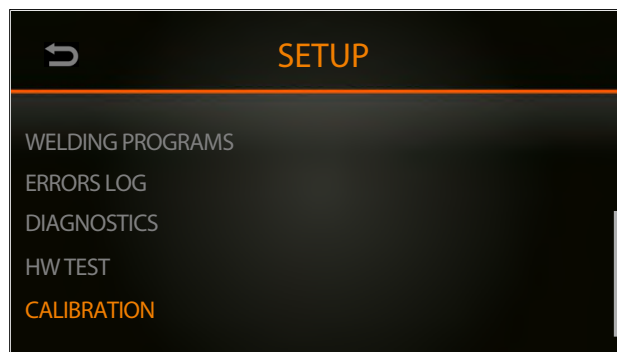 SETUP
WELDING PROGRAMS
ERRORS LOG
DIAGNOSTICS
HW TEST
CALIBRATION